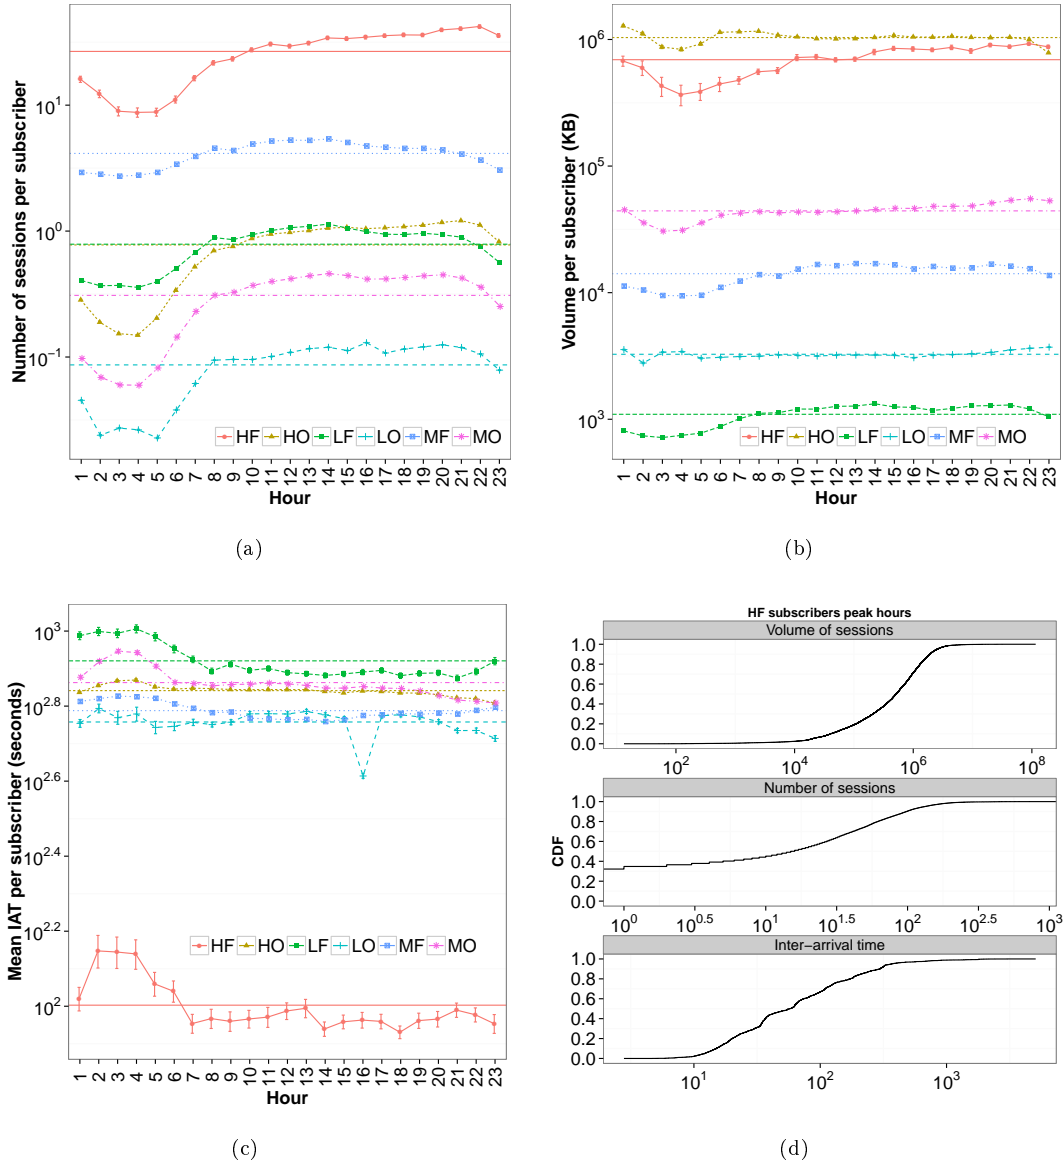 Number of sessions per subscriber
10^1
10^0
10^-1
HF HO LF LO MF MO
1 2 3 4 5 6 7 8 9 10 11 12 13 14 15 16 17 18 19 20 21 22 23
Hour
(a)
Volume per subscriber (KB)
10^6
10^5
10^4
10^3
HF HO LF LO MF MO
1 2 3 4 5 6 7 8 9 10 11 12 13 14 15 16 17 18 19 20 21 22 23
Hour
(b)
Mean IAT per subscriber (seconds)
10^3
10^2.8
10^2.6
10^2.4
10^2.2
10^2
HF HO LF LO MF MO
1 2 3 4 5 6 7 8 9 10 11 12 13 14 15 16 17 18 19 20 21 22 23
Hour
(c)
HF subscribers peak hours
Volume of sessions
1.0
0.8
0.6
0.4
0.2
0.0
10^2 10^4 10^6 10^8
Number of sessions
CDF
1.0
0.8
0.6
0.4
0.2
0.0
10^0 10^0.5 10^1 10^1.5 10^2 10^2.5 10^3
Inter−arrival time
1.0
0.8
0.6
0.4
0.2
0.0
10^1 10^2 10^3
(d)